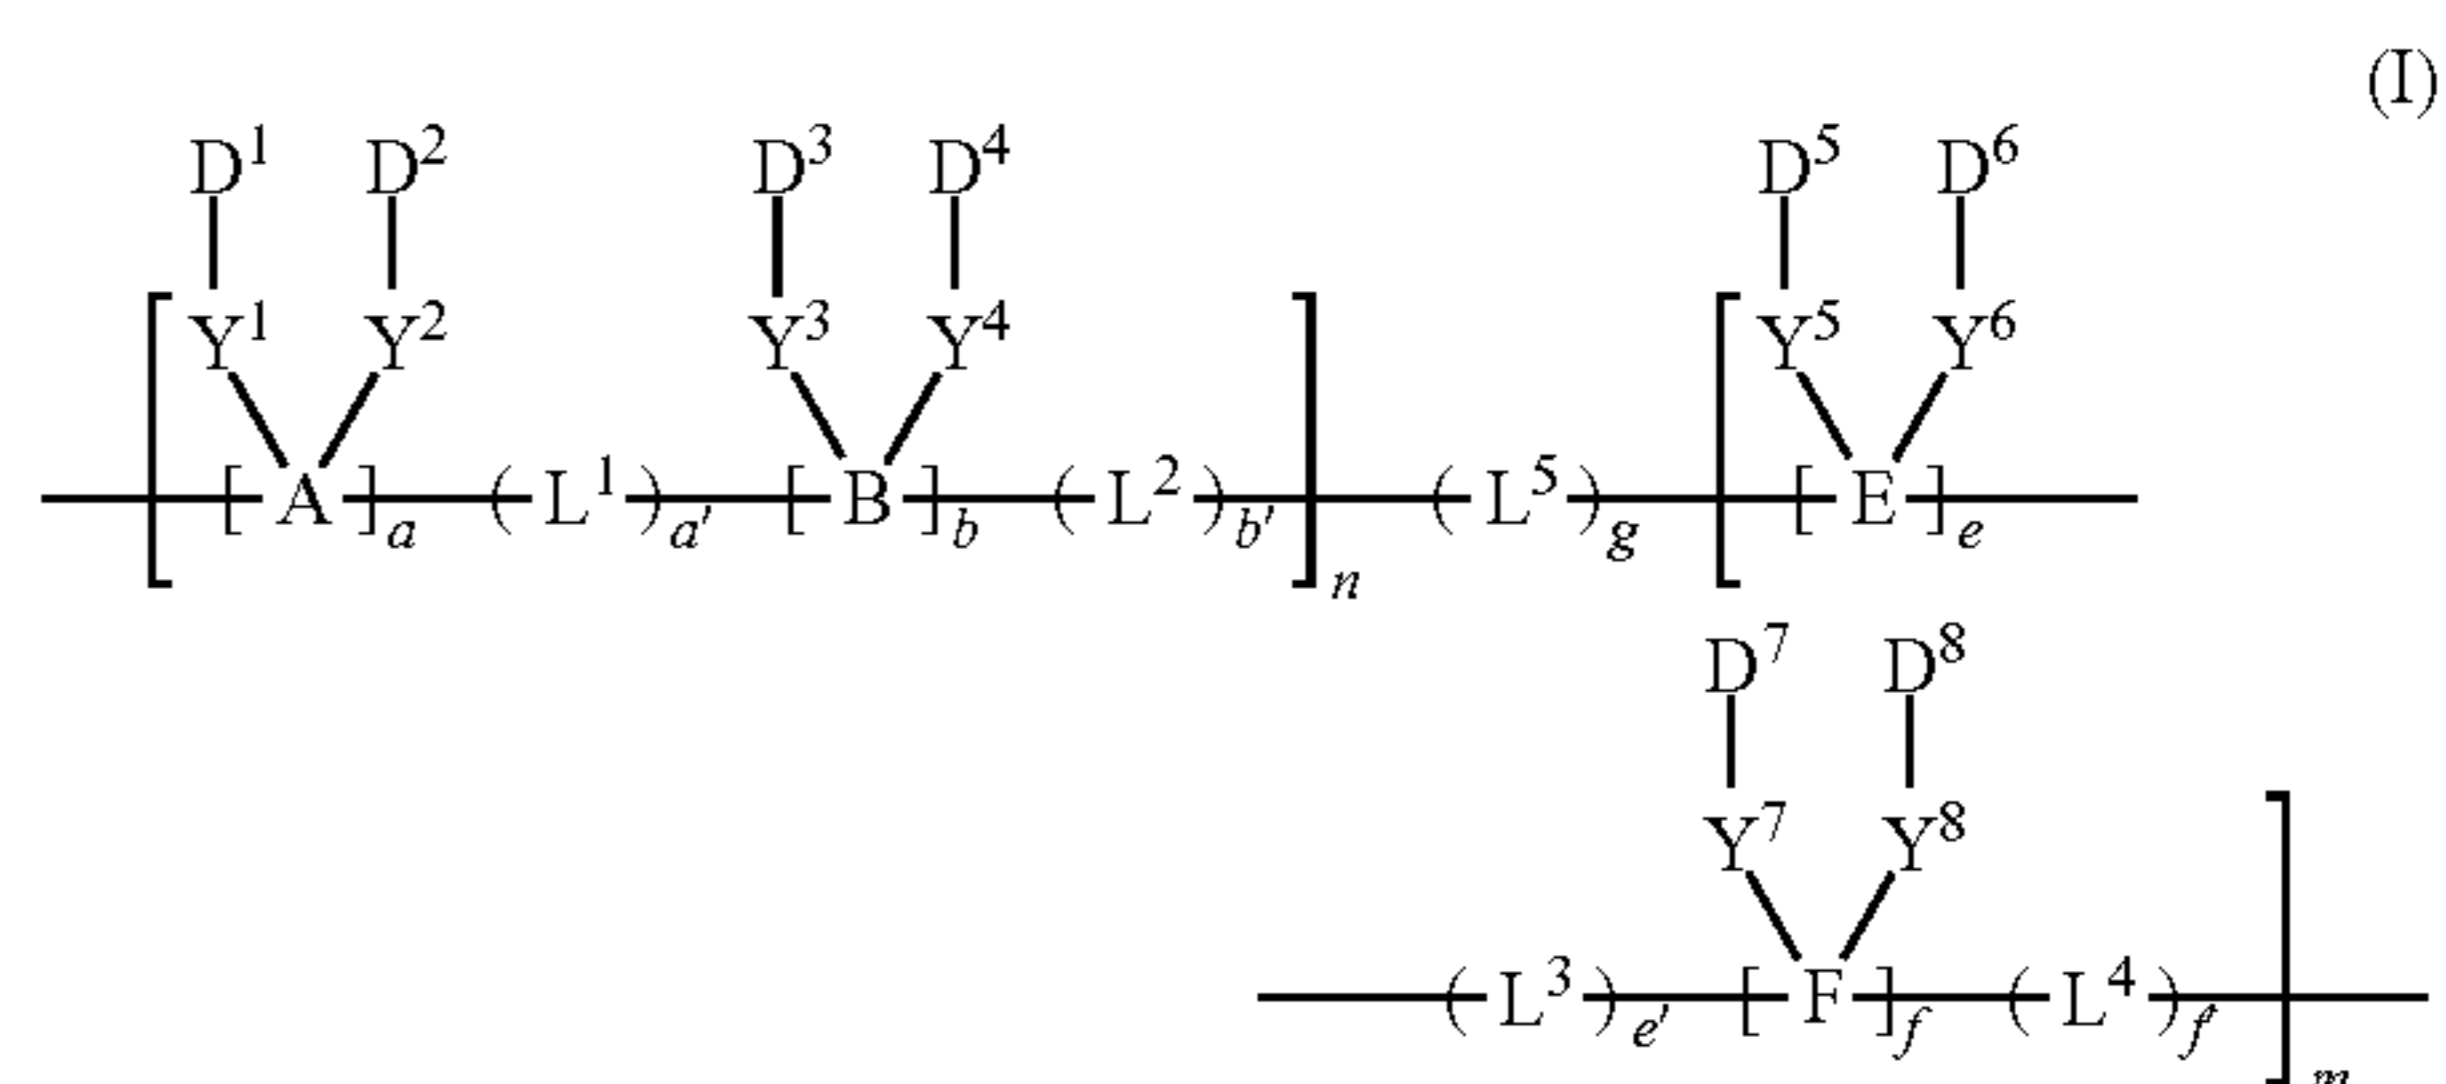 (I)
D¹ D² D³ D⁴ D⁵ D⁶
Y¹ Y² Y³ Y⁴ Y⁵ Y⁶
[ [ A ]a ( L¹ )a′ [ B ]b ( L² )b′ ]n ( L⁵ )g [ [ E ]e
D⁷ D⁸
Y⁷ Y⁸
( L³ )e′ [ F ]f ( L⁴ )f′ ]m